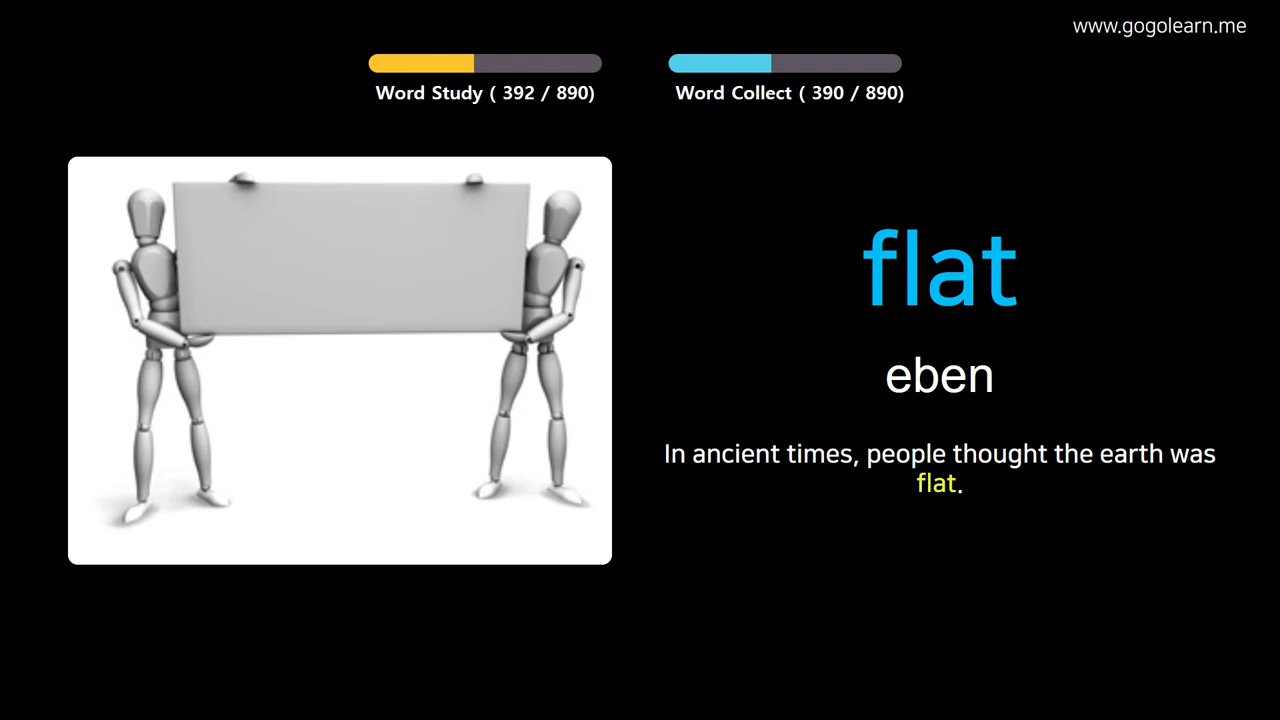 www.gogolearn.me
Word Study ( 392 / 890)
Word Collect ( 390 / 890)
flat
eben
In ancient times, people thought the earth was
flat.